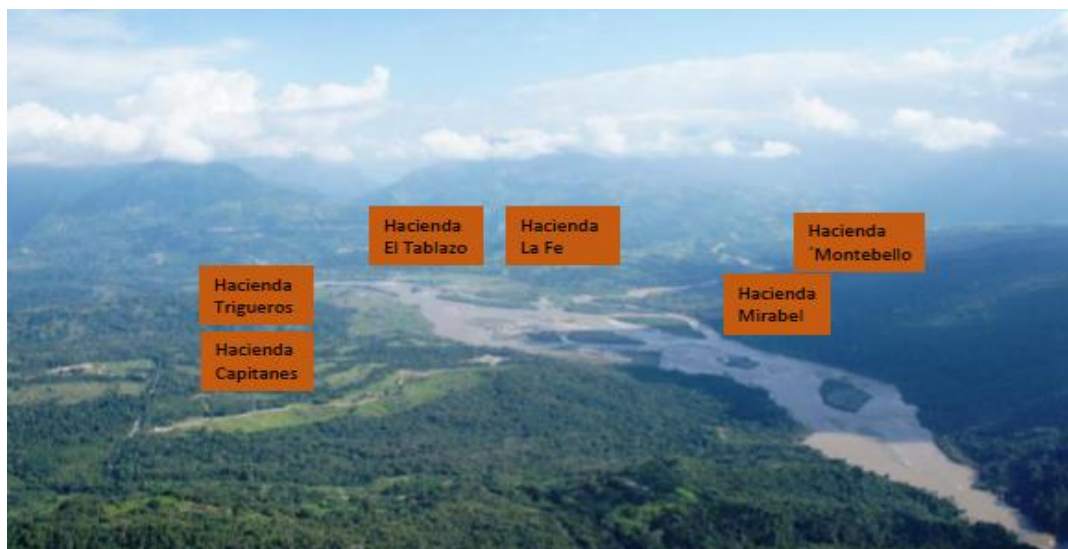 Hacienda
El Tablazo
Hacienda
La Fe
Hacienda
"Montebello
Hacienda
Trigueros
Hacienda
Mirabel
Hacienda
Capitanes